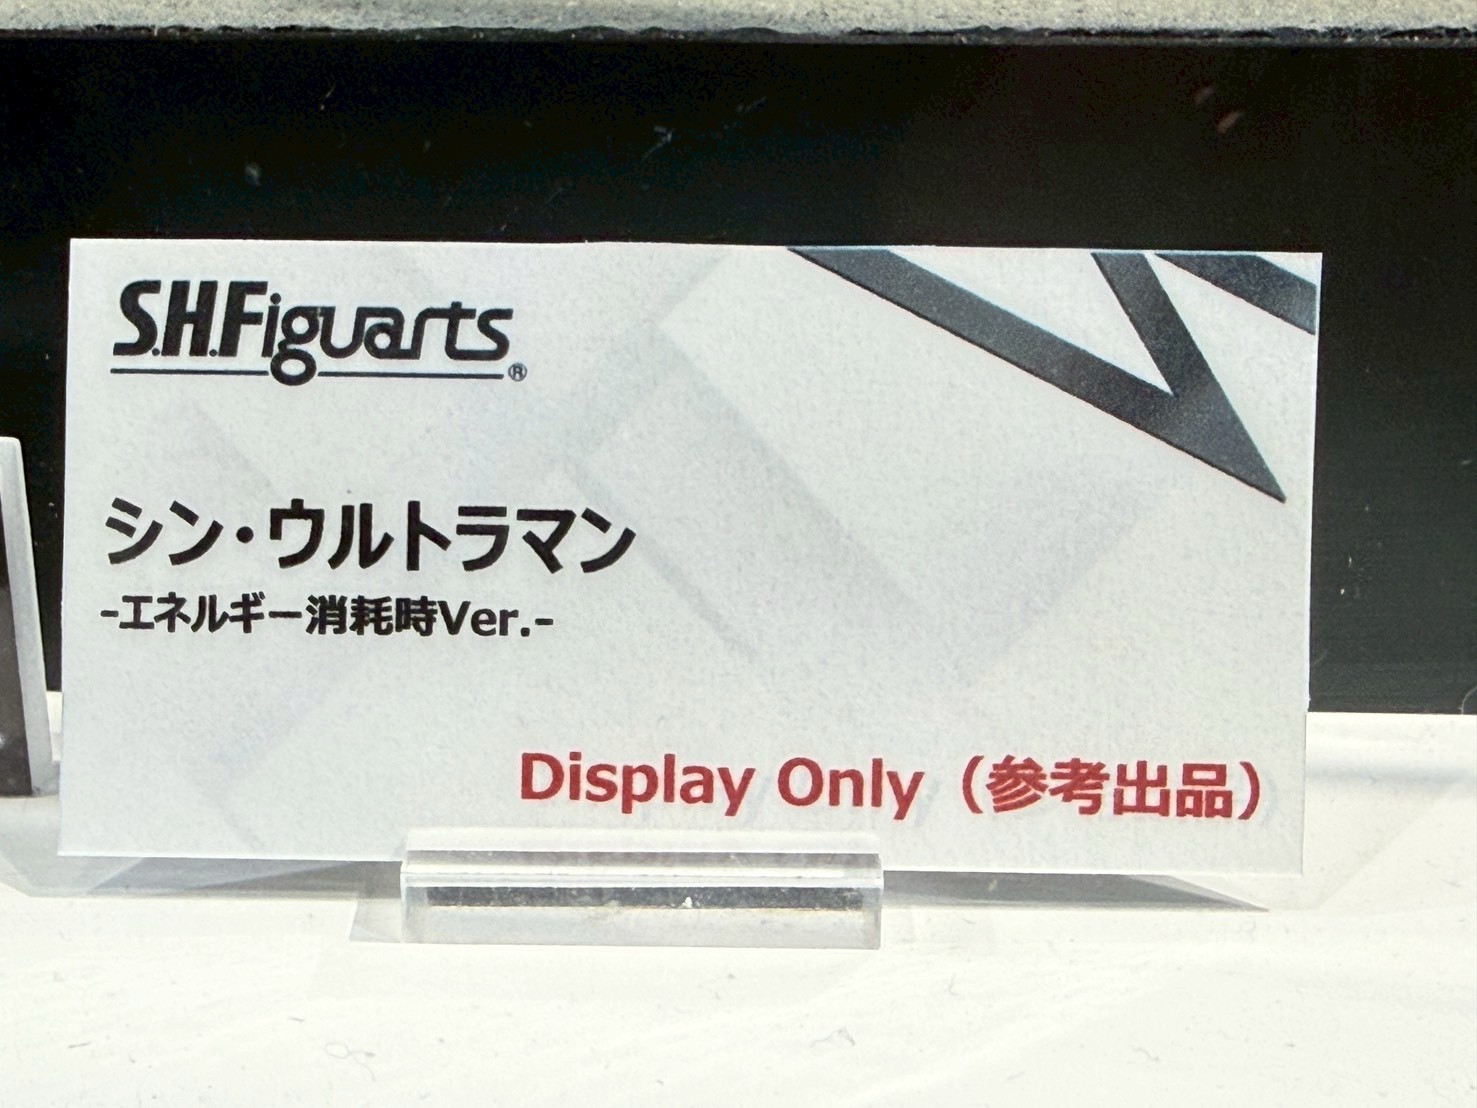 S.H.Figuarts®
シン・ウルトラマン
-エネルギー消耗時Ver.-
Display Only（参考出品）